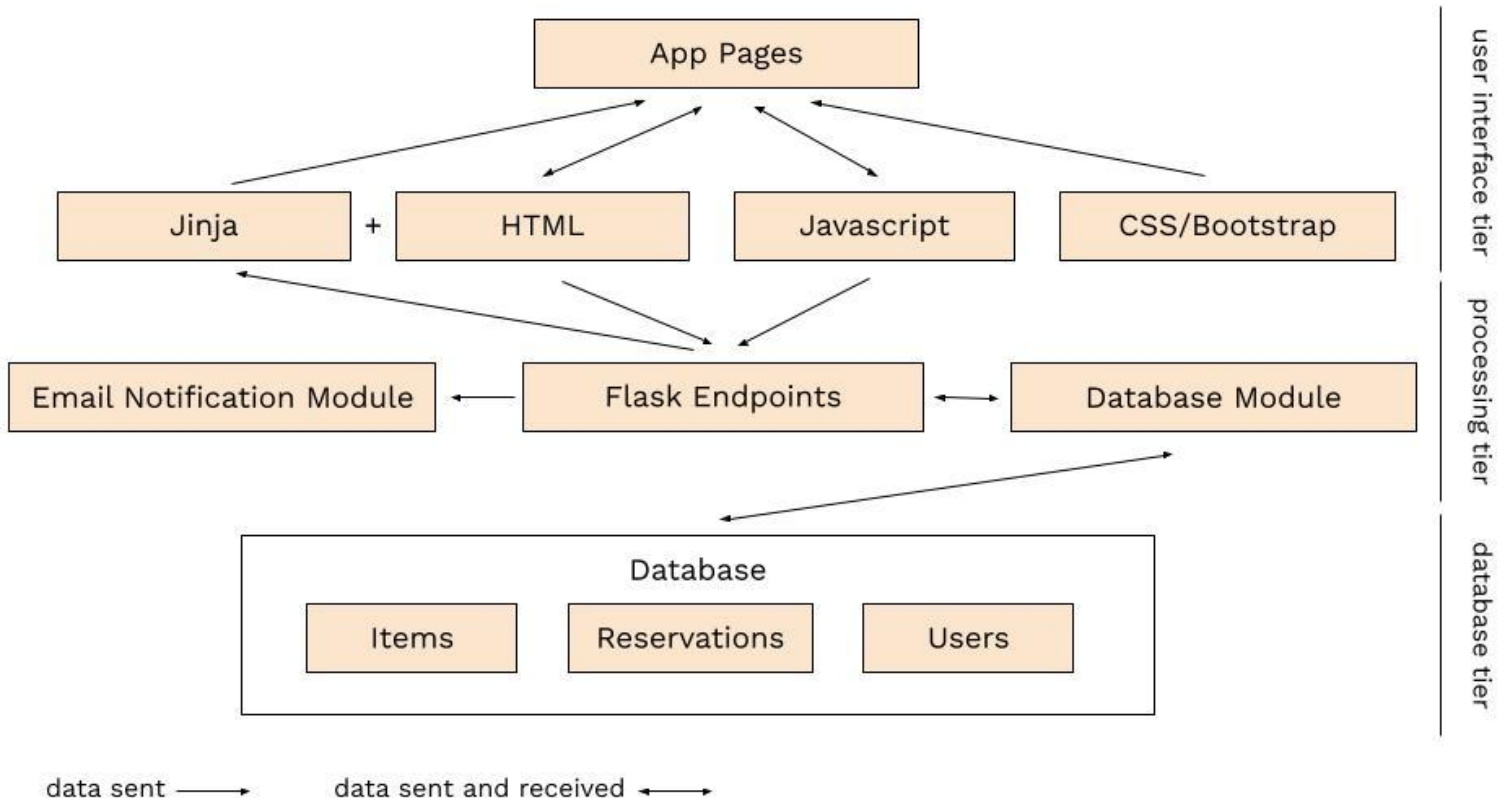 App Pages
Jinja + HTML Javascript CSS/Bootstrap
user interface tier
Email Notification Module Flask Endpoints Database Module
processing tier
Database
Items Reservations Users
database tier
data sent data sent and received